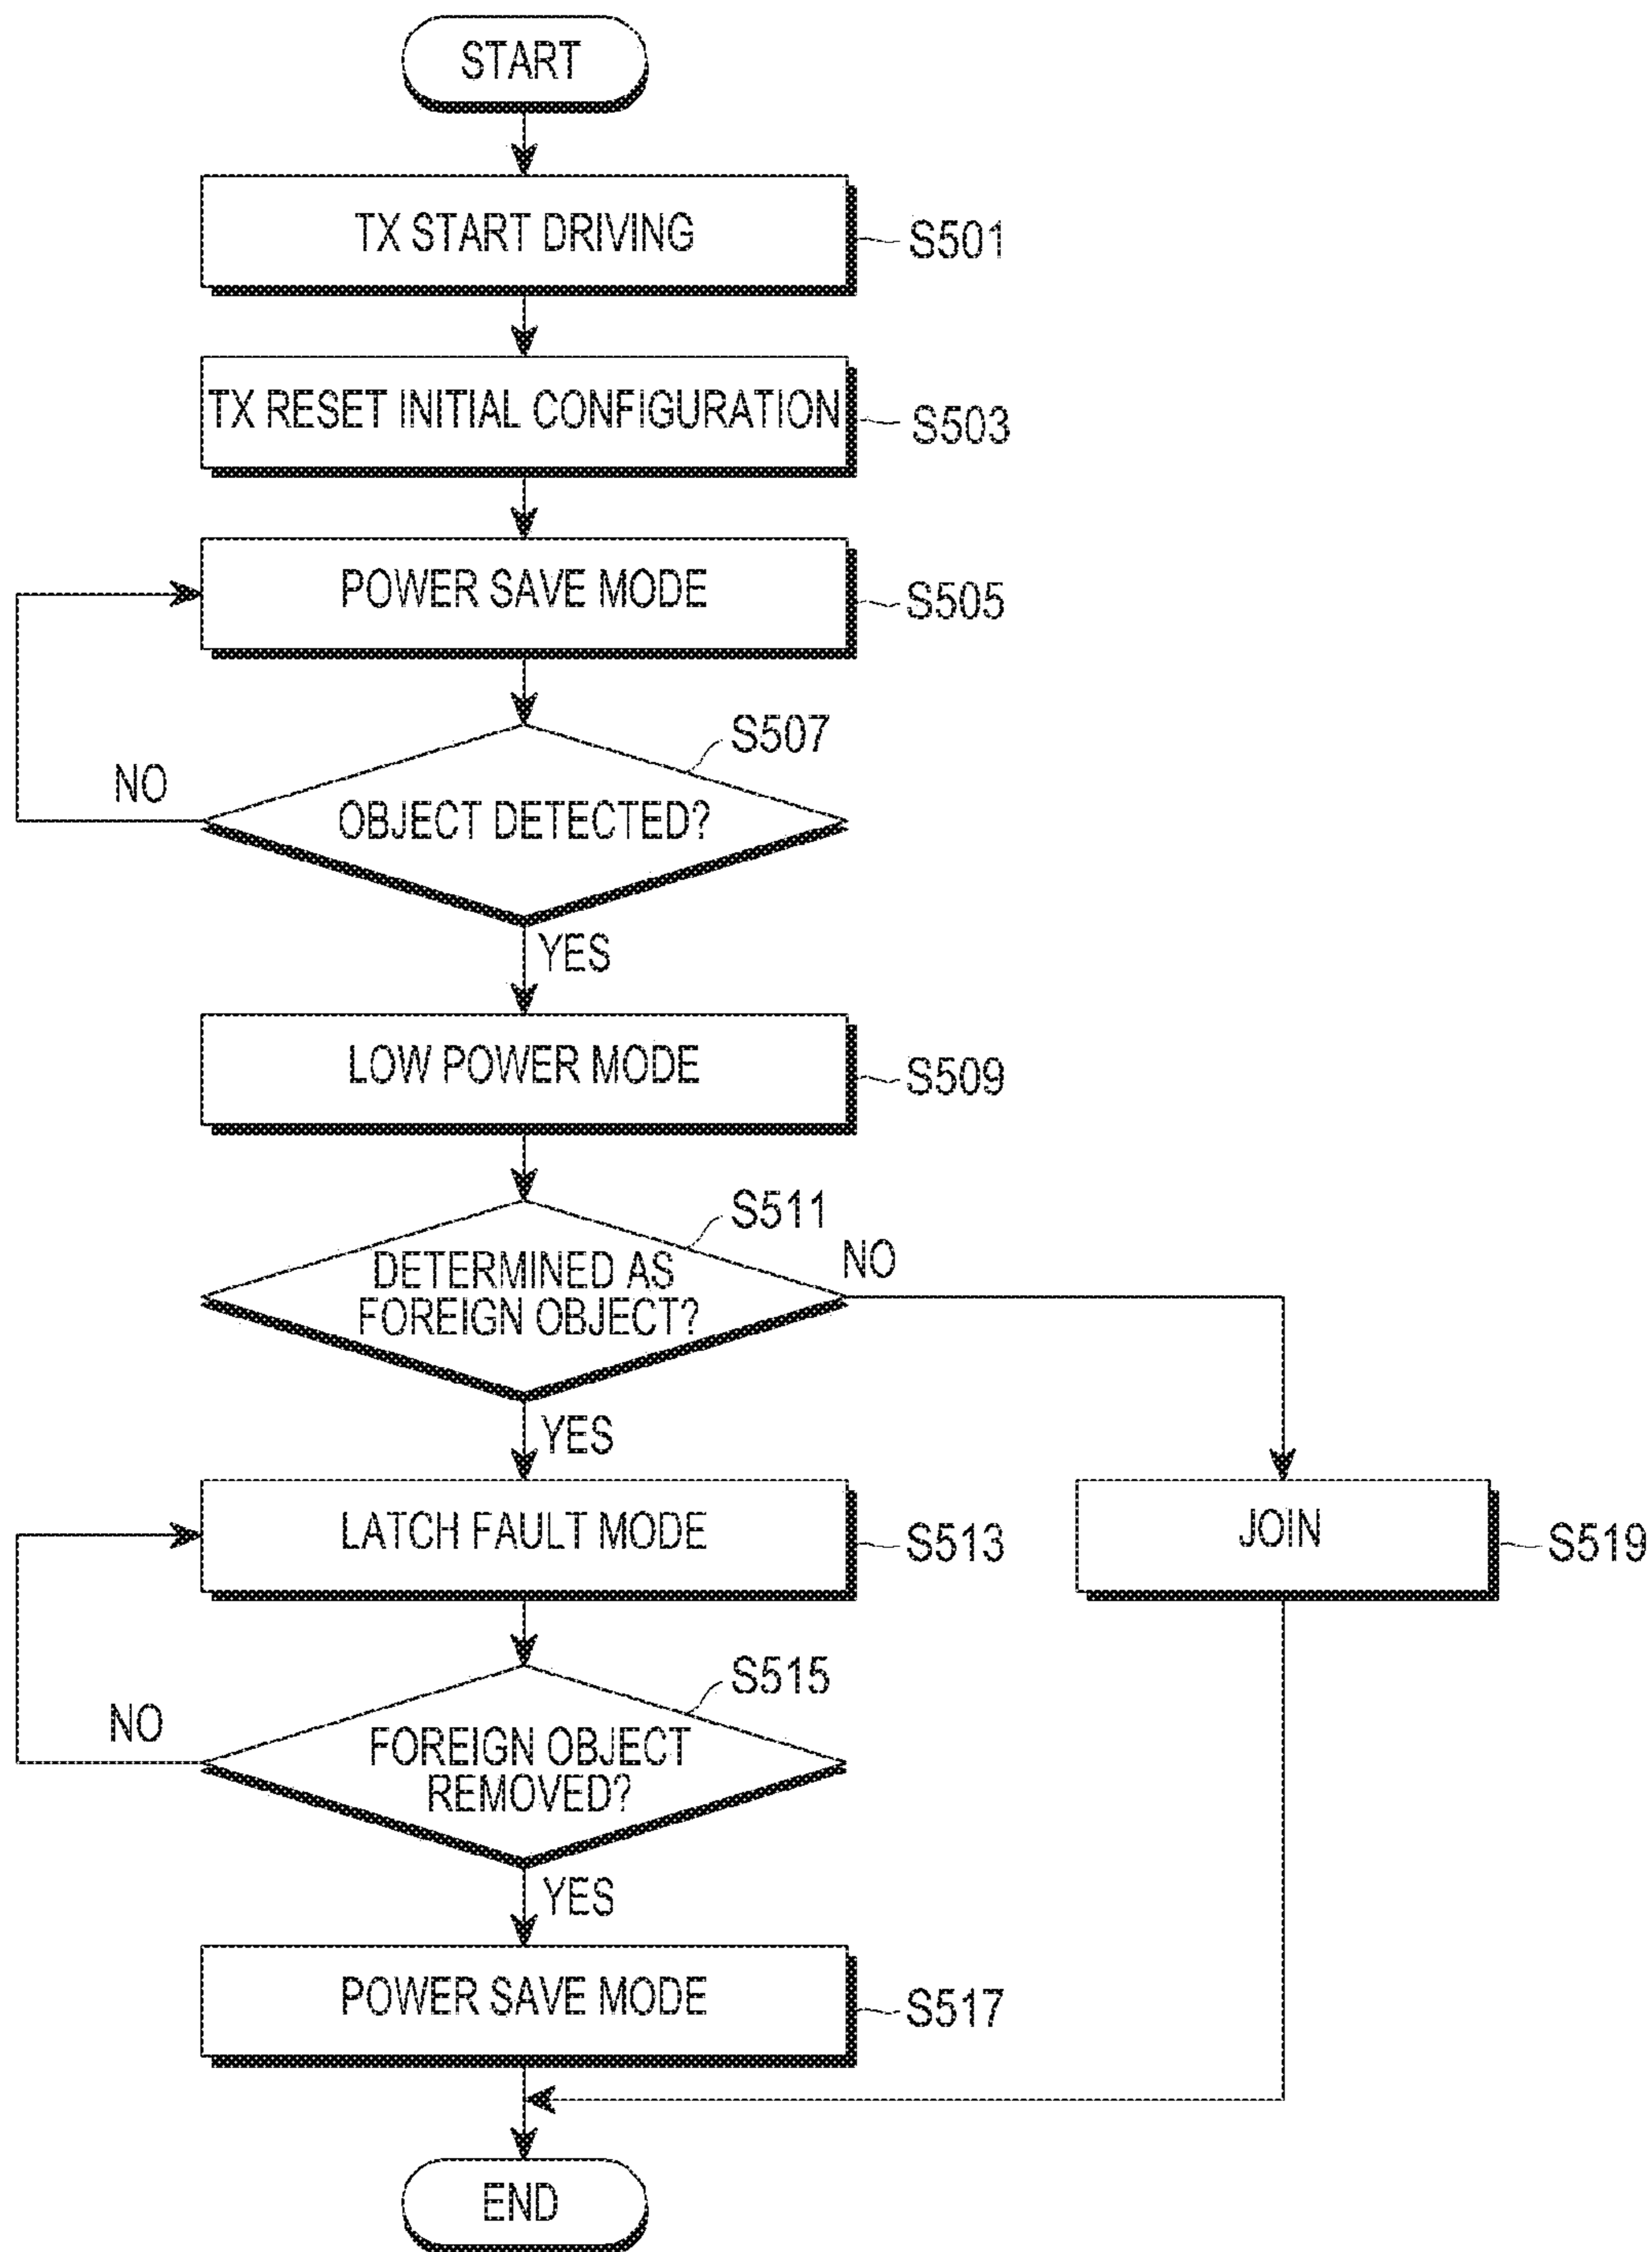 START
TX START DRIVING
S501
TX RESET INITIAL CONFIGURATION
S503
POWER SAVE MODE
S505
S507
OBJECT DETECTED?
NO
YES
LOW POWER MODE
S509
S511
DETERMINED AS
FOREIGN OBJECT?
NO
YES
LATCH FAULT MODE
S513
JOIN
S519
S515
FOREIGN OBJECT
REMOVED?
NO
YES
POWER SAVE MODE
S517
END